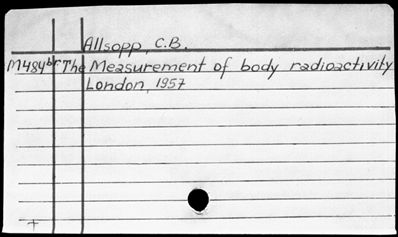 Allsopp, C.B.
M484br The Measurement of body radioactivity
London, 1957
+